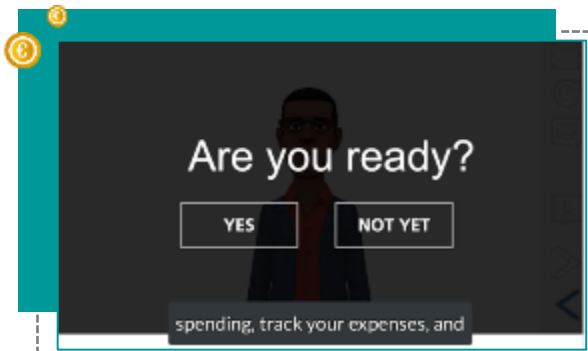 Are you ready?
YES NOT YET
spending, track your expenses, and